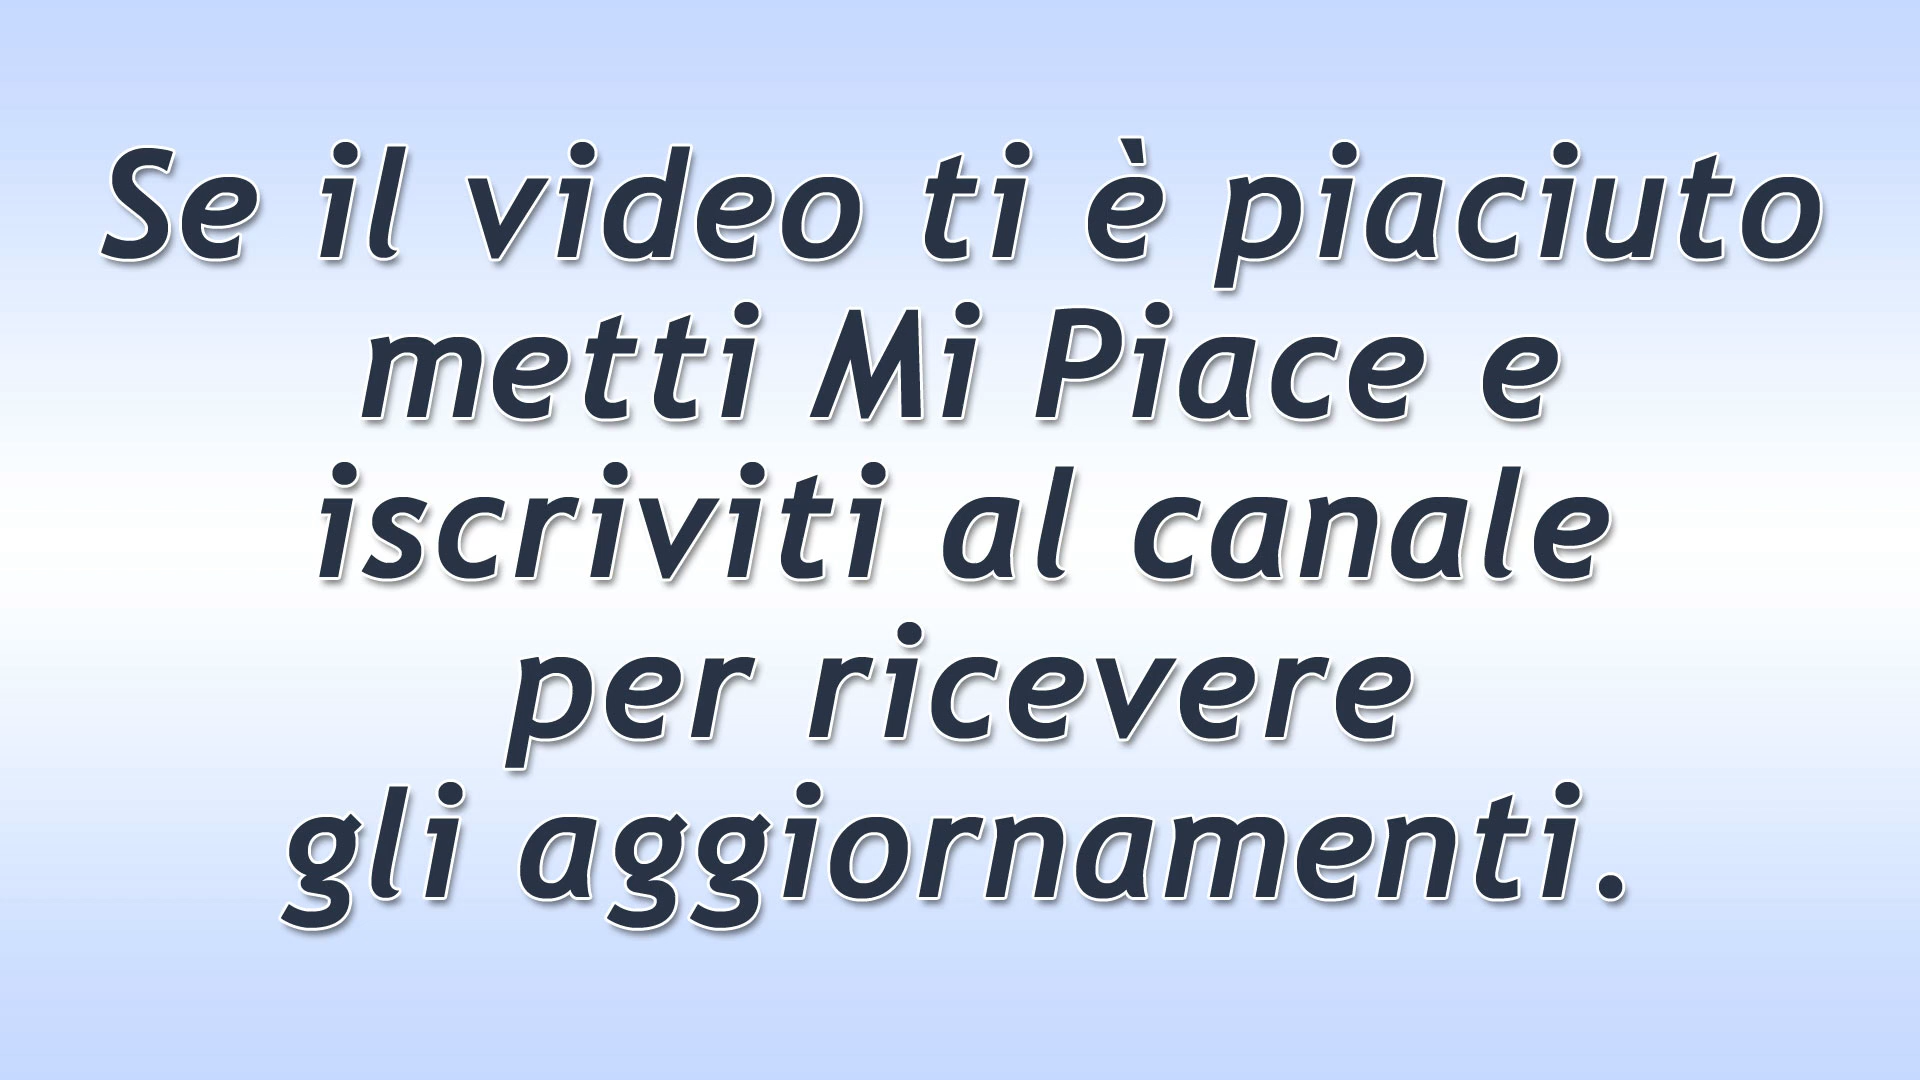 Se il video ti è piaciuto
metti Mi Piace e
iscriviti al canale
per ricevere
gli aggiornamenti.